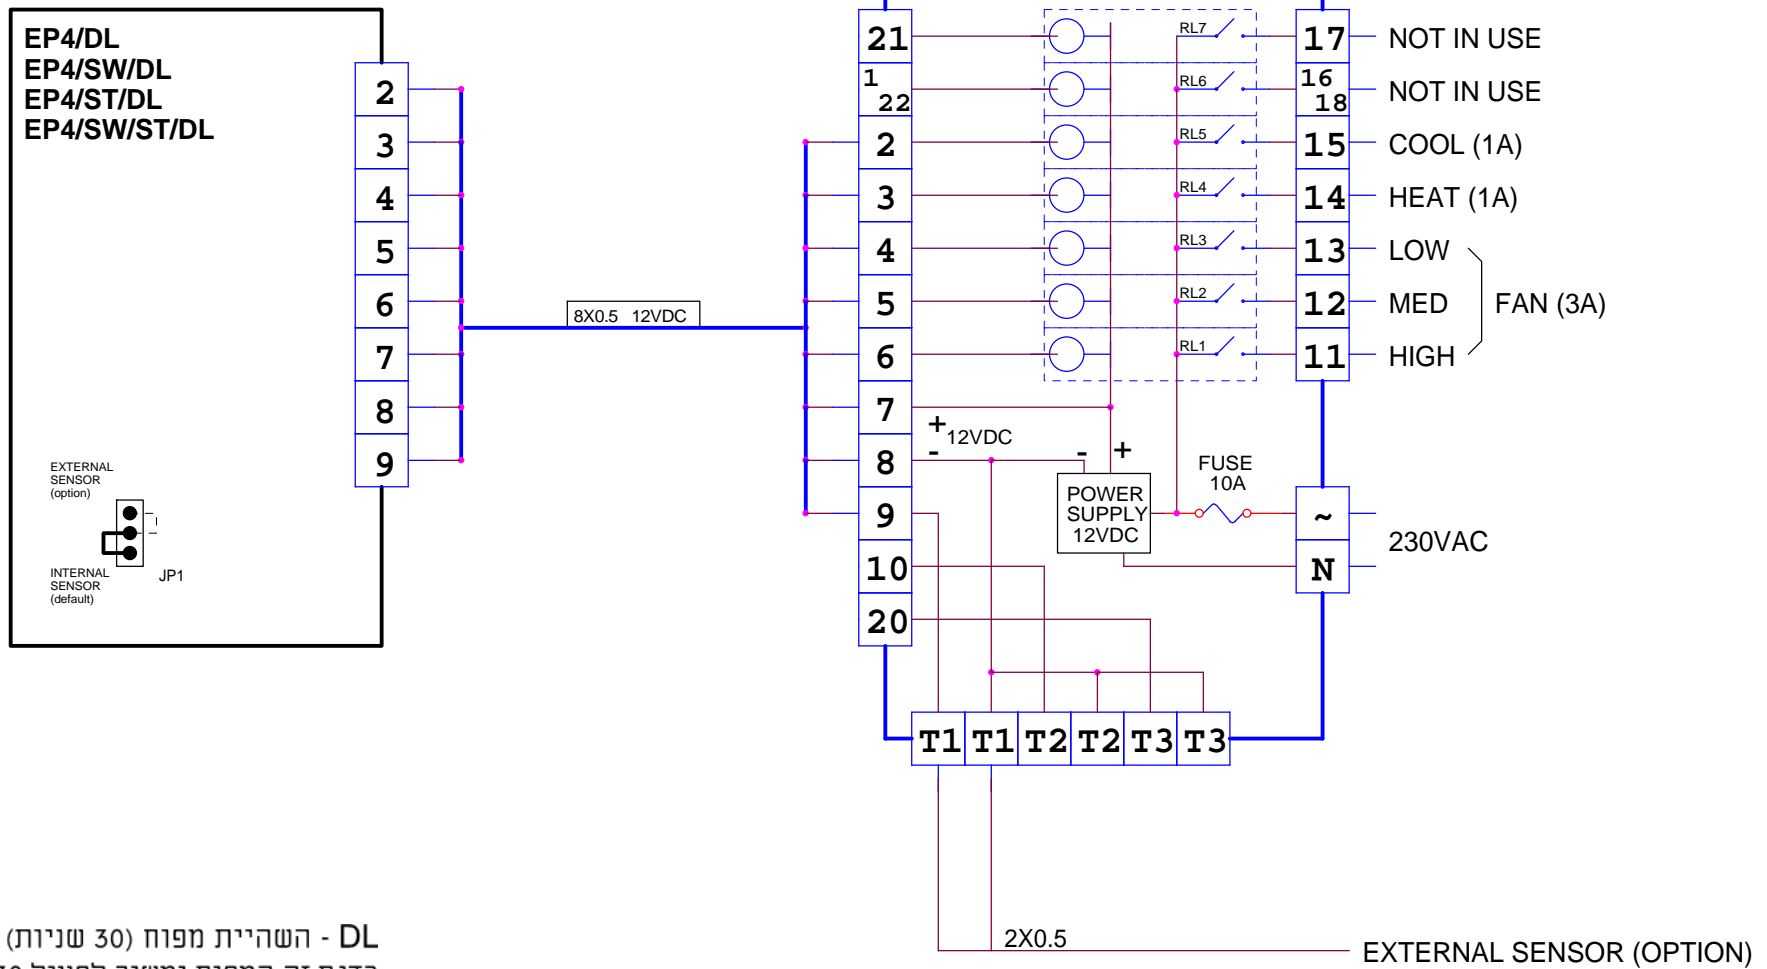 EP4/DL
EP4/SW/DL
EP4/ST/DL
EP4/SW/ST/DL
2
3
4
5
6
7
8
9
EXTERNAL
SENSOR
(option)
INTERNAL
SENSOR
(default)
JP1
8X0.5 12VDC
21
1
22
2
3
4
5
6
7
8
9
10
20
+
12VDC
-
RL7
RL6
RL5
RL4
RL3
RL2
RL1
- +
POWER
SUPPLY
12VDC
FUSE
10A
17 NOT IN USE
16
18 NOT IN USE
15 COOL (1A)
14 HEAT (1A)
13 LOW
12 MED
11 HIGH
FAN (3A)
~
N
230VAC
T1 T1 T2 T2 T3 T3
2X0.5
EXTERNAL SENSOR (OPTION)
DL - השהיית מפוח (30 שניות)